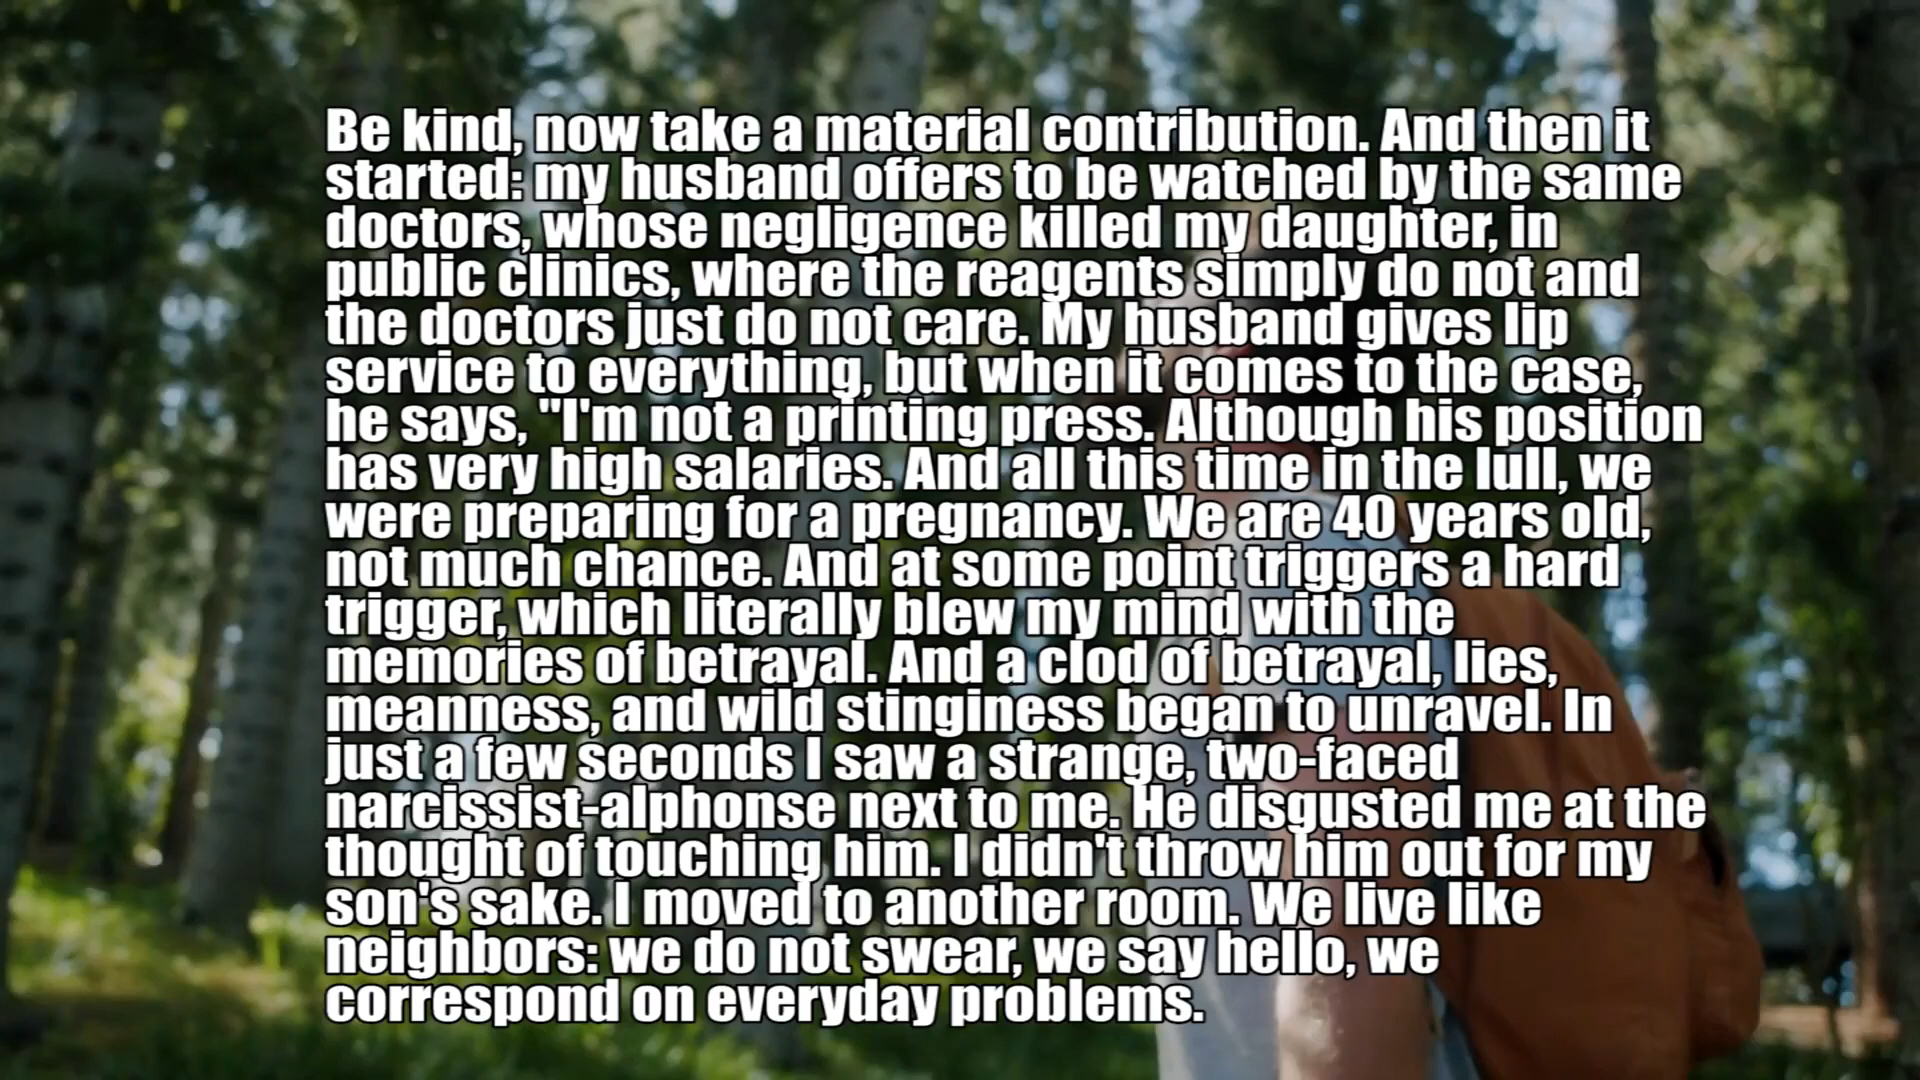 Be kind, now take a material contribution. And then it
started: my husband offers to be watched by the same
doctors, whose negligence killed my daughter, in
public clinics, where the reagents simply do not and
the doctors just do not care. My husband gives lip
service to everything, but when it comes to the case,
he says, "I'm not a printing press. Although his position
has very high salaries. And all this time in the lull, we
were preparing for a pregnancy. We are 40 years old,
not much chance. And at some point triggers a hard
trigger, which literally blew my mind with the
memories of betrayal. And a clod of betrayal, lies,
meanness, and wild stinginess began to unravel. In
just a few seconds I saw a strange, two-faced
narcissist-alphonse next to me. He disgusted me at the
thought of touching him. I didn't throw him out for my
son's sake. I moved to another room. We live like
neighbors: we do not swear, we say hello, we
correspond on everyday problems.